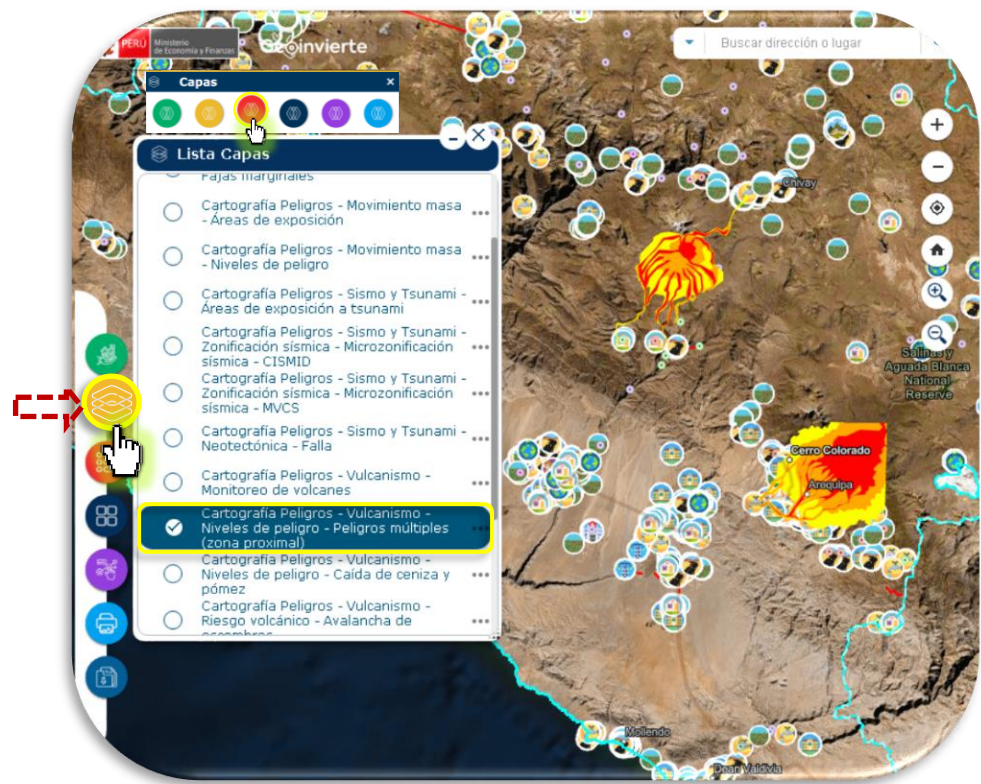 PERÚ
Ministerio
de Economía y Finanzas
Geoinvierte
Buscar dirección o lugar
Capas
×
Lista Capas
Fajas marginales
Cartografía Peligros - Movimiento masa
- Áreas de exposición
Cartografía Peligros - Movimiento masa
- Niveles de peligro
Cartografía Peligros - Sismo y Tsunami -
Áreas de exposición a tsunami
Cartografía Peligros - Sismo y Tsunami -
Zonificación sísmica - Microzonificación
sísmica - CISMID
Cartografía Peligros - Sismo y Tsunami -
Zonificación sísmica - Microzonificación
sísmica - MVCS
Cartografía Peligros - Sismo y Tsunami -
Neotectónica - Falla
Cartografía Peligros - Vulcanismo -
Monitoreo de volcanes
Cartografía Peligros - Vulcanismo -
Niveles de peligro - Peligros múltiples
(zona proximal)
Cartografía Peligros - Vulcanismo -
Niveles de peligro - Caída de ceniza y
pómez
Cartografía Peligros - Vulcanismo -
Riesgo volcánico - Avalancha de
escombros
Chivay
Salinas y
Aguada Blanca
National
Reserve
Cerro Colorado
Arequipa
Mollendo
Dean Valdivia